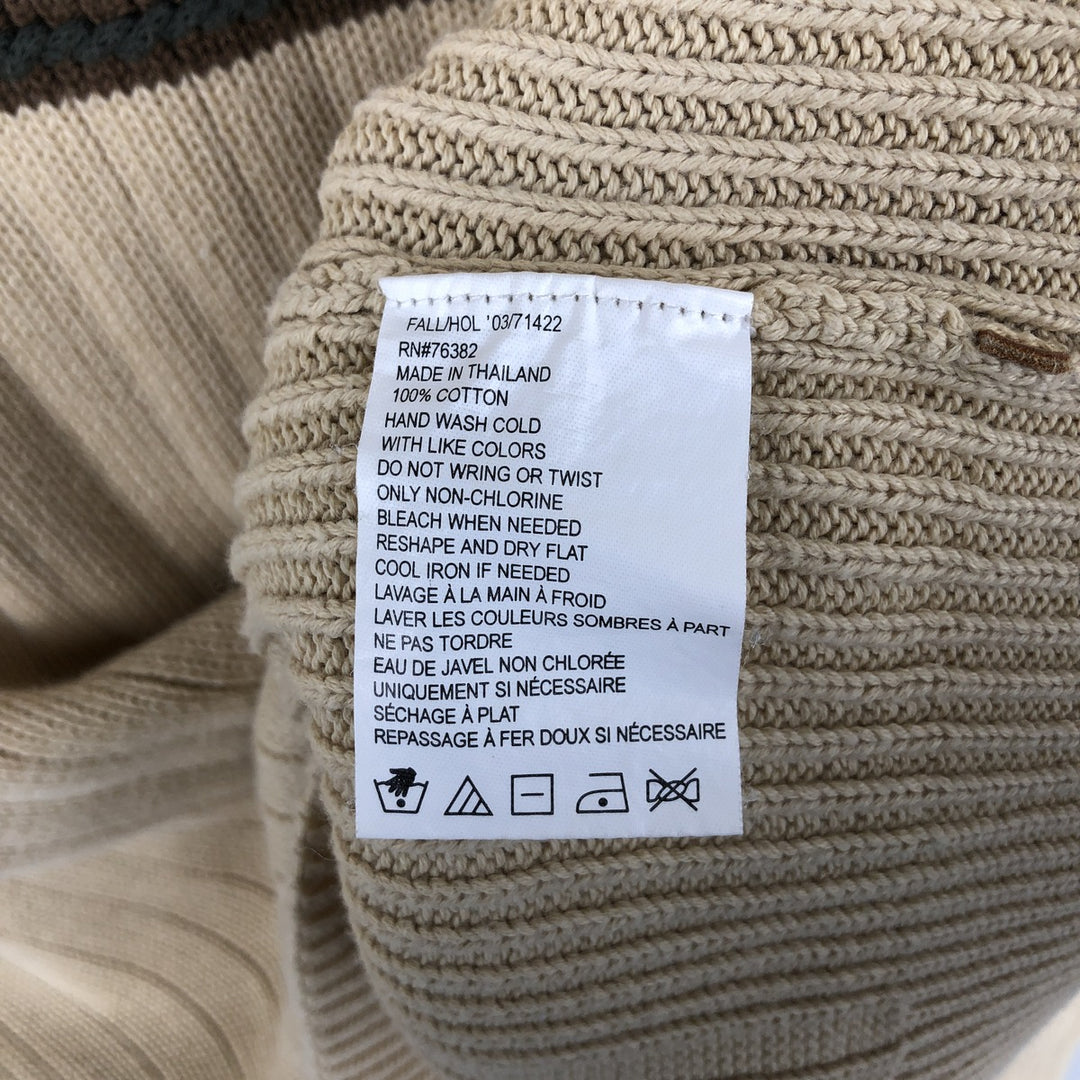 FALL/HOL '03/71422
RN#76382
MADE IN THAILAND
100% COTTON
HAND WASH COLD
WITH LIKE COLORS
DO NOT WRING OR TWIST
ONLY NON-CHLORINE
BLEACH WHEN NEEDED
RESHAPE AND DRY FLAT
COOL IRON IF NEEDED
LAVAGE À LA MAIN À FROID
LAVER LES COULEURS SOMBRES À PART
NE PAS TORDRE
EAU DE JAVEL NON CHLORÉE
UNIQUEMENT SI NÉCESSAIRE
SÉCHAGE À PLAT
REPASSAGE À FER DOUX SI NÉCESSAIRE